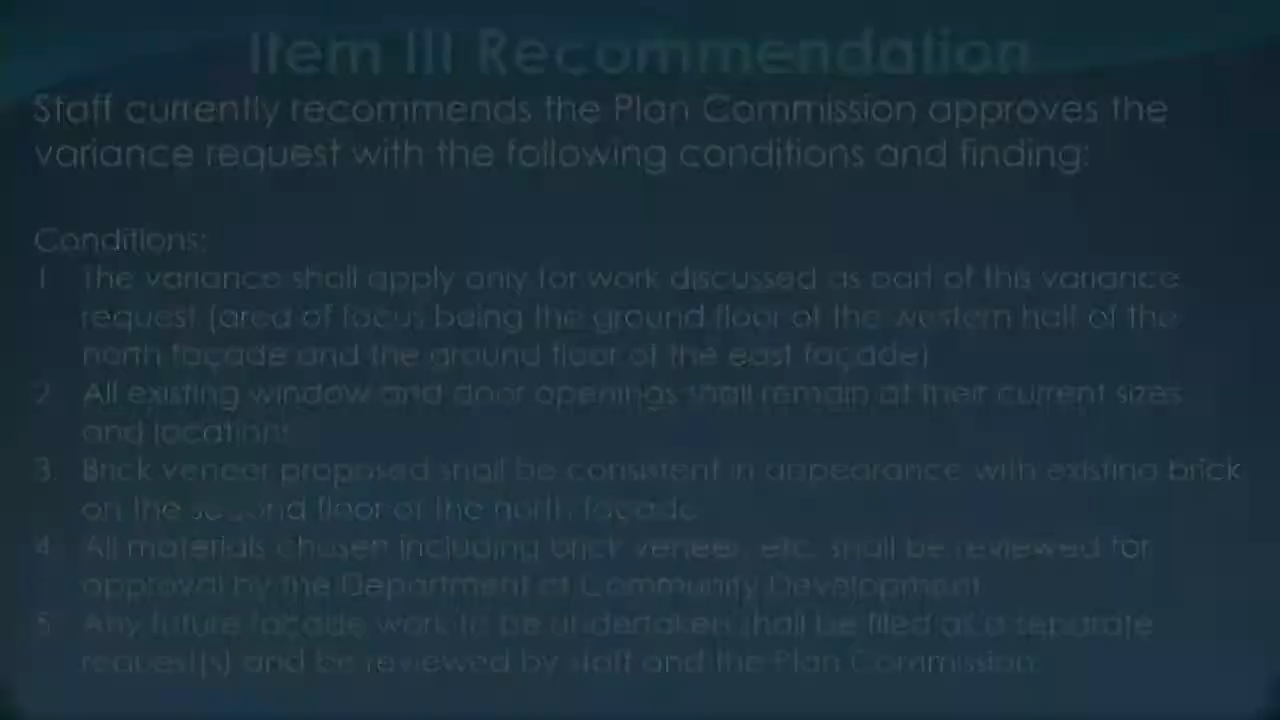 Item III Recommendation
Staff currently recommends the Plan Commission approves the
variance request with the following conditions and finding:
Conditions:
1. The variance shall apply only for work discussed as part of this variance
request (area of focus being the ground floor of the western half of the
north façade and the ground floor of the east façade)
2. All existing window and door openings shall remain at their current sizes
and locations
3. Brick veneer proposed shall be consistent in appearance with existing brick
on the second floor of the north façade
4. All materials chosen including brick veneer, etc. shall be reviewed for
approval by the Department of Community Development
5. Any future façade work to be undertaken shall be filed as a separate
request(s) and be reviewed by staff and the Plan Commission.